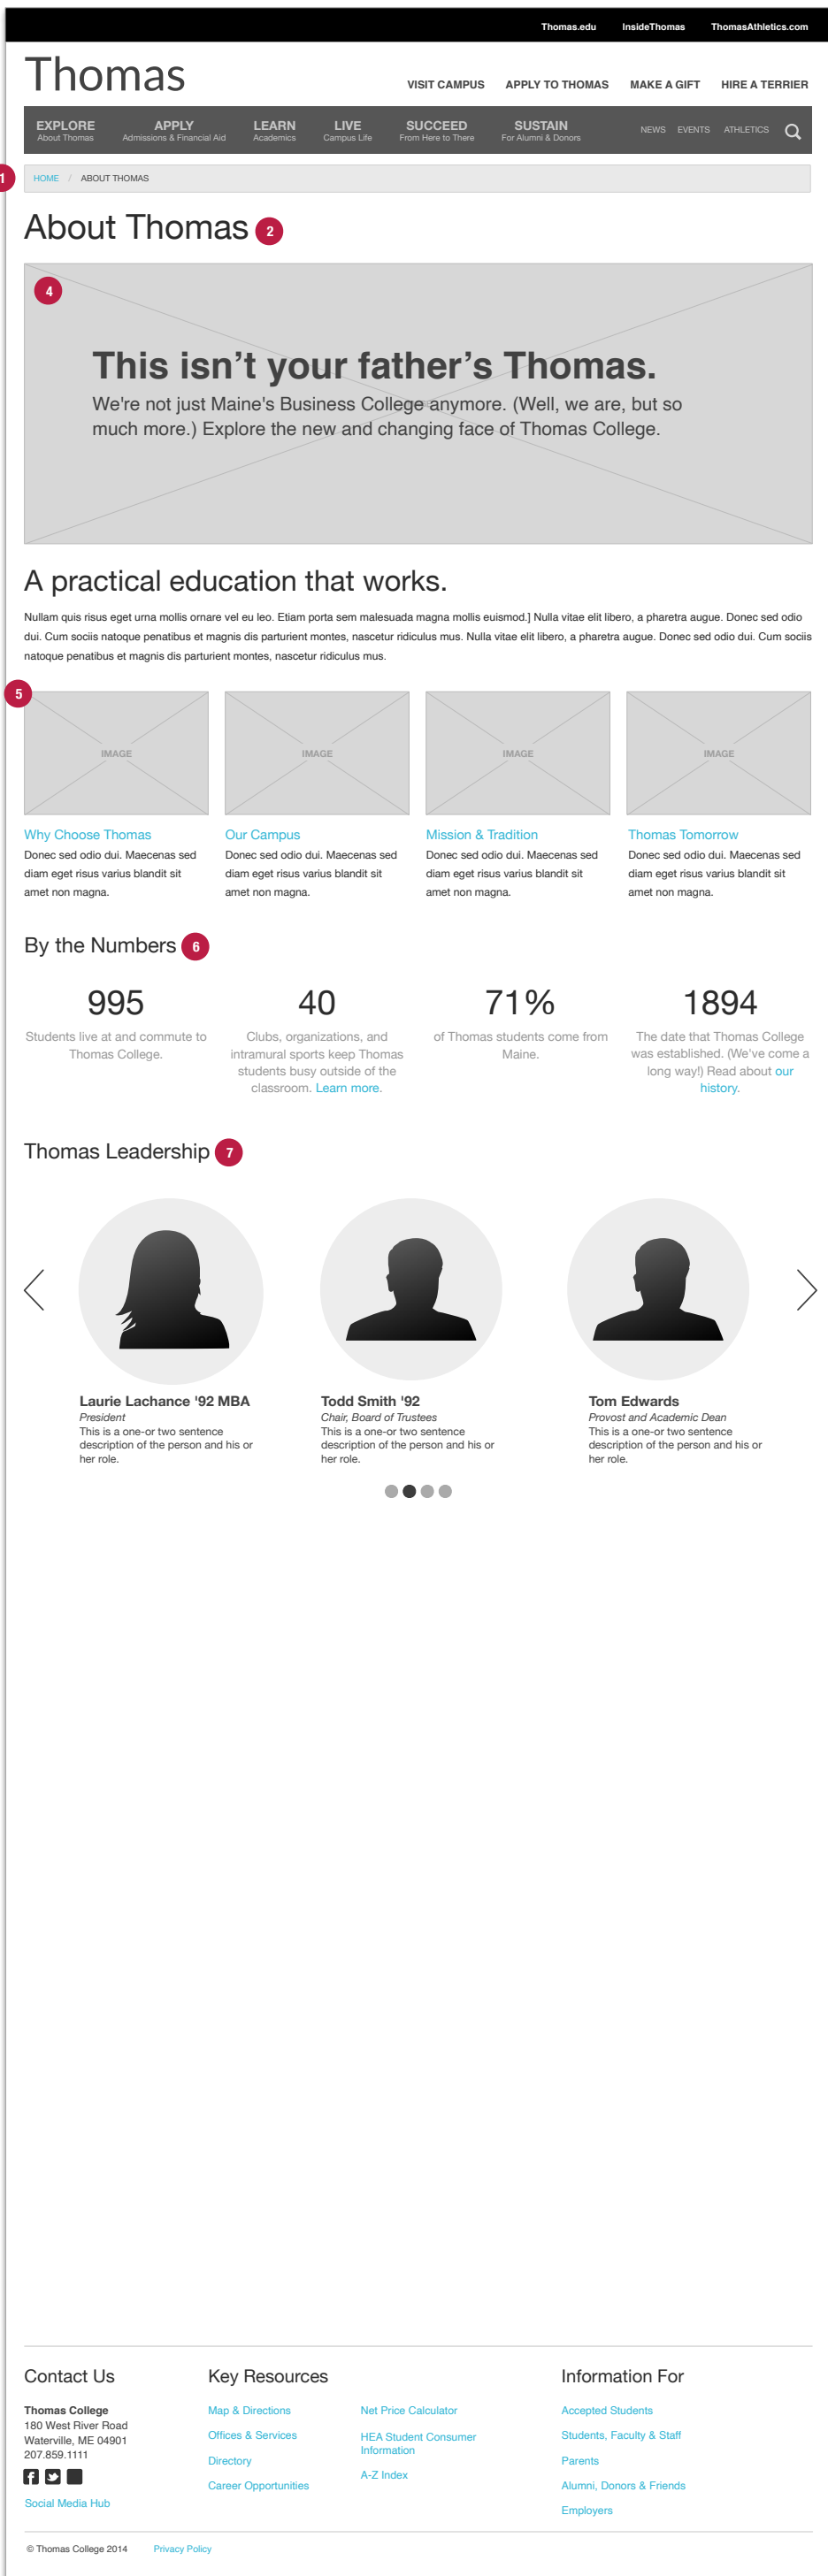 Thomas.edu InsideThomas ThomasAthletics.com
Thomas
VISIT CAMPUS APPLY TO THOMAS MAKE A GIFT HIRE A TERRIER
EXPLORE APPLY LEARN LIVE SUCCEED SUSTAIN
About Thomas Admissions & Financial Aid Academics Campus Life From Here to There For Alumni & Donors
NEWS EVENTS ATHLETICS
1
HOME / ABOUT THOMAS
About Thomas 2
4
This isn’t your father’s Thomas.
We're not just Maine's Business College anymore. (Well, we are, but so
much more.) Explore the new and changing face of Thomas College.
A practical education that works.
Nullam quis risus eget urna mollis ornare vel eu leo. Etiam porta sem malesuada magna mollis euismod.] Nulla vitae elit libero, a pharetra augue. Donec sed odio
dui. Cum sociis natoque penatibus et magnis dis parturient montes, nascetur ridiculus mus. Nulla vitae elit libero, a pharetra augue. Donec sed odio dui. Cum sociis
natoque penatibus et magnis dis parturient montes, nascetur ridiculus mus.
5
IMAGE IMAGE IMAGE IMAGE
Why Choose Thomas
Donec sed odio dui. Maecenas sed
diam eget risus varius blandit sit
amet non magna.
Our Campus
Donec sed odio dui. Maecenas sed
diam eget risus varius blandit sit
amet non magna.
Mission & Tradition
Donec sed odio dui. Maecenas sed
diam eget risus varius blandit sit
amet non magna.
Thomas Tomorrow
Donec sed odio dui. Maecenas sed
diam eget risus varius blandit sit
amet non magna.
By the Numbers 6
995
Students live at and commute to
Thomas College.
40
Clubs, organizations, and
intramural sports keep Thomas
students busy outside of the
classroom. Learn more.
71%
of Thomas students come from
Maine.
1894
The date that Thomas College
was established. (We've come a
long way!) Read about our
history.
Thomas Leadership 7
Laurie Lachance '92 MBA
President
This is a one-or two sentence
description of the person and his or
her role.
Todd Smith '92
Chair, Board of Trustees
This is a one-or two sentence
description of the person and his or
her role.
Tom Edwards
Provost and Academic Dean
This is a one-or two sentence
description of the person and his or
her role.
Contact Us
Thomas College
180 West River Road
Waterville, ME 04901
207.859.1111
Social Media Hub
Key Resources
Map & Directions
Offices & Services
Directory
Career Opportunities
Net Price Calculator
HEA Student Consumer
Information
A-Z Index
Information For
Accepted Students
Students, Faculty & Staff
Parents
Alumni, Donors & Friends
Employers
© Thomas College 2014 Privacy Policy